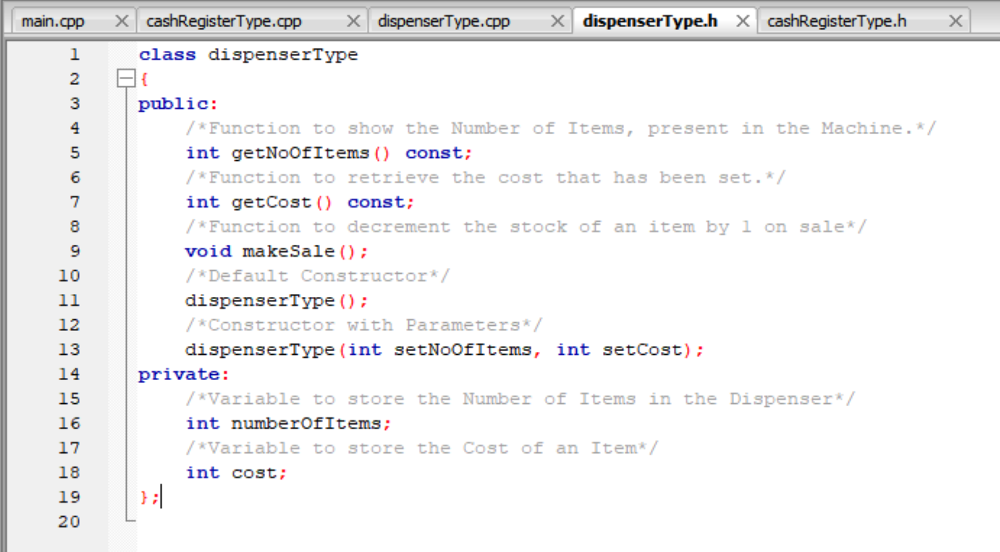 main.cpp cashRegisterType.cpp dispenserType.cpp dispenserType.h cashRegisterType.h
1 class dispenserType
2 {
3 public:
4 /*Function to show the Number of Items, present in the Machine.*/
5 int getNoOfItems() const;
6 /*Function to retrieve the cost that has been set.*/
7 int getCost() const;
8 /*Function to decrement the stock of an item by 1 on sale*/
9 void makeSale();
10 /*Default Constructor*/
11 dispenserType();
12 /*Constructor with Parameters*/
13 dispenserType(int setNoOfItems, int setCost);
14 private:
15 /*Variable to store the Number of Items in the Dispenser*/
16 int numberOfItems;
17 /*Variable to store the Cost of an Item*/
18 int cost;
19 };
20